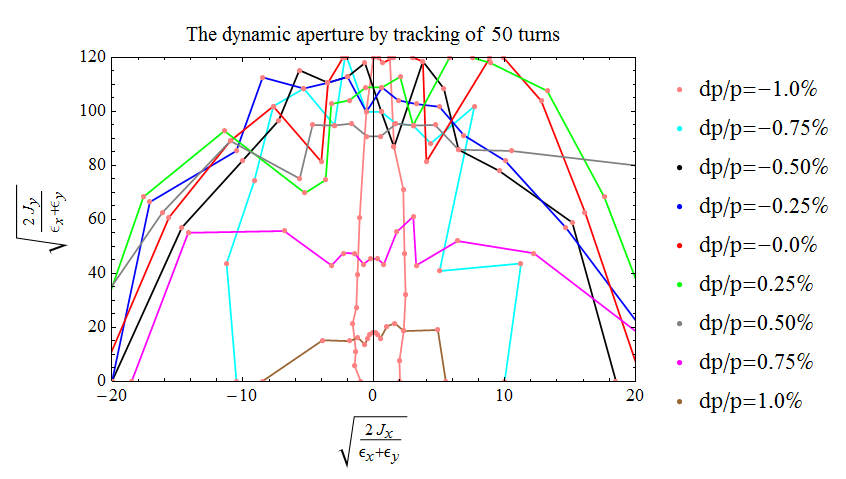 The dynamic aperture by tracking of 50 turns
120
100
80
60
40
20
0
−20
−10
0
10
20
√(2 J_y / (ϵ_x+ϵ_y))
√(2 J_x / (ϵ_x+ϵ_y))
dp/p=−1.0%
dp/p=−0.75%
dp/p=−0.50%
dp/p=−0.25%
dp/p=−0.0%
dp/p=0.25%
dp/p=0.50%
dp/p=0.75%
dp/p=1.0%